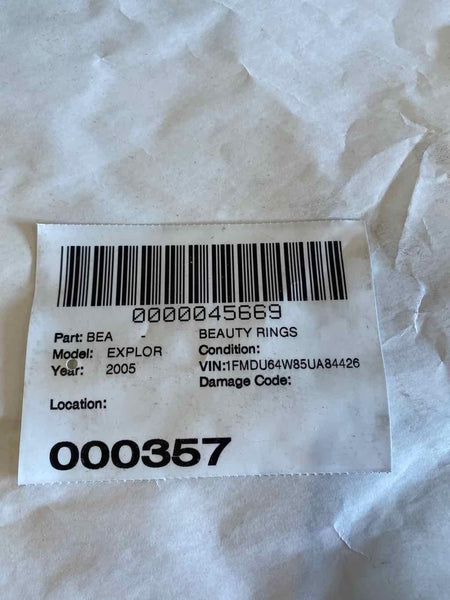 0000045669
Part: BEA - BEAUTY RINGS
Model: EXPLOR Condition:
Year: 2005 VIN:1FMDU64W85UA84426
Damage Code:
Location:
000357